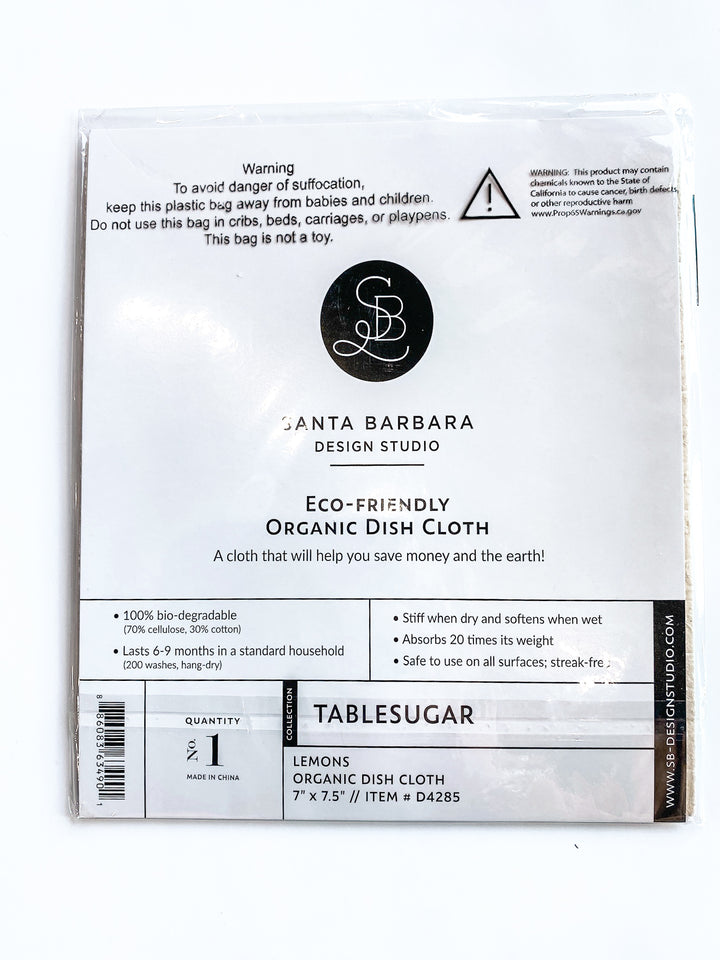 Warning
To avoid danger of suffocation,
keep this plastic bag away from babies and children.
Do not use this bag in cribs, beds, carriages, or playpens.
This bag is not a toy.
WARNING: This product may contain
chemicals known to the State of
California to cause cancer, birth defects,
or other reproductive harm
www.Prop65Warnings.ca.gov
SB
SANTA BARBARA
DESIGN STUDIO
ECO-FRIENDLY
ORGANIC DISH CLOTH
A cloth that will help you save money and the earth!
• 100% bio-degradable
(70% cellulose, 30% cotton)
• Lasts 6-9 months in a standard household
(200 washes, hang-dry)
• Stiff when dry and softens when wet
• Absorbs 20 times its weight
• Safe to use on all surfaces; streak-free
WWW.SB-DESIGNSTUDIO.COM
8 86083 63490 1
QUANTITY
No. 1
MADE IN CHINA
COLLECTION
TABLESUGAR
LEMONS
ORGANIC DISH CLOTH
7" x 7.5" // ITEM # D4285